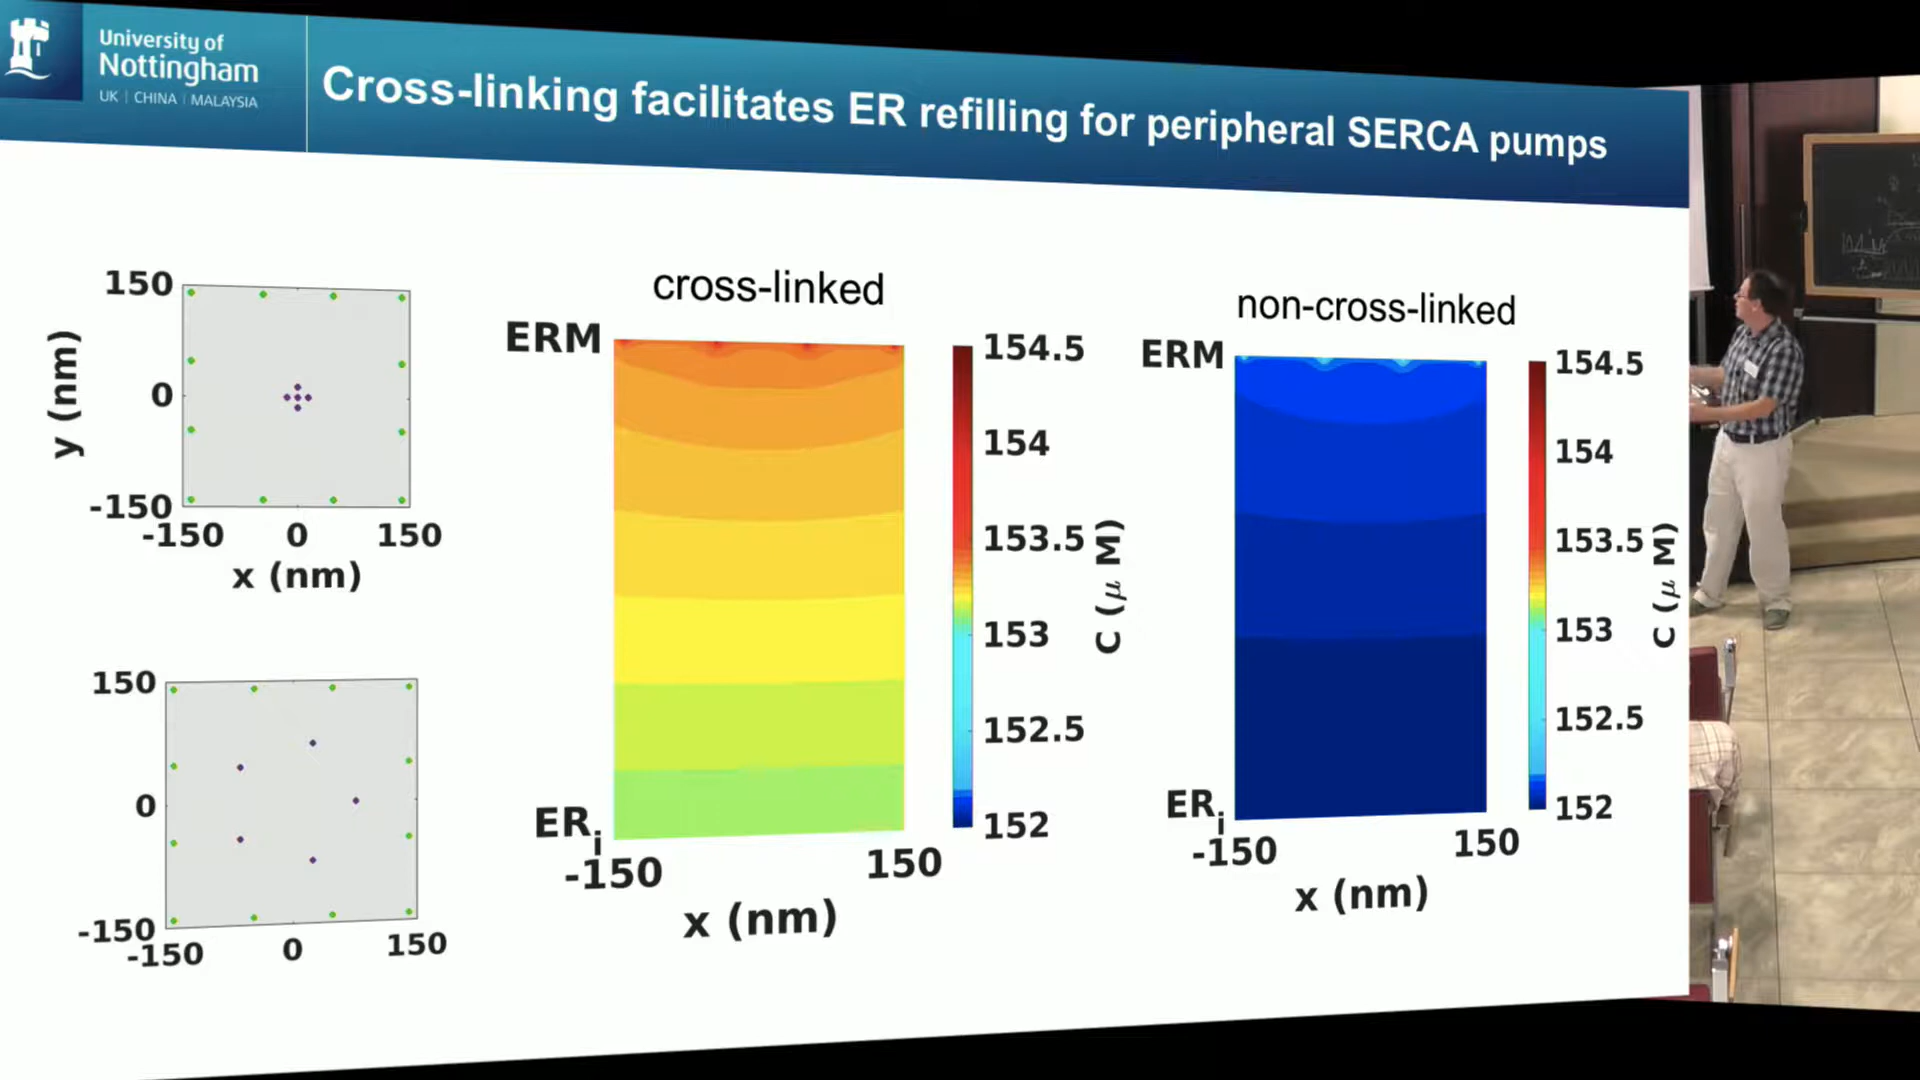 University of
Nottingham
UK | CHINA | MALAYSIA
Cross-linking facilitates ER refilling for peripheral SERCA pumps
150
0
-150
-150 0 150
x (nm)
y (nm)
150
0
-150
-150 0 150
cross-linked
ERM
ERi
-150 150
x (nm)
154.5
154
153.5
153
152.5
152
C (μ M)
non-cross-linked
ERM
ERi
-150 150
x (nm)
154.5
154
153.5
153
152.5
152
C (μ M)